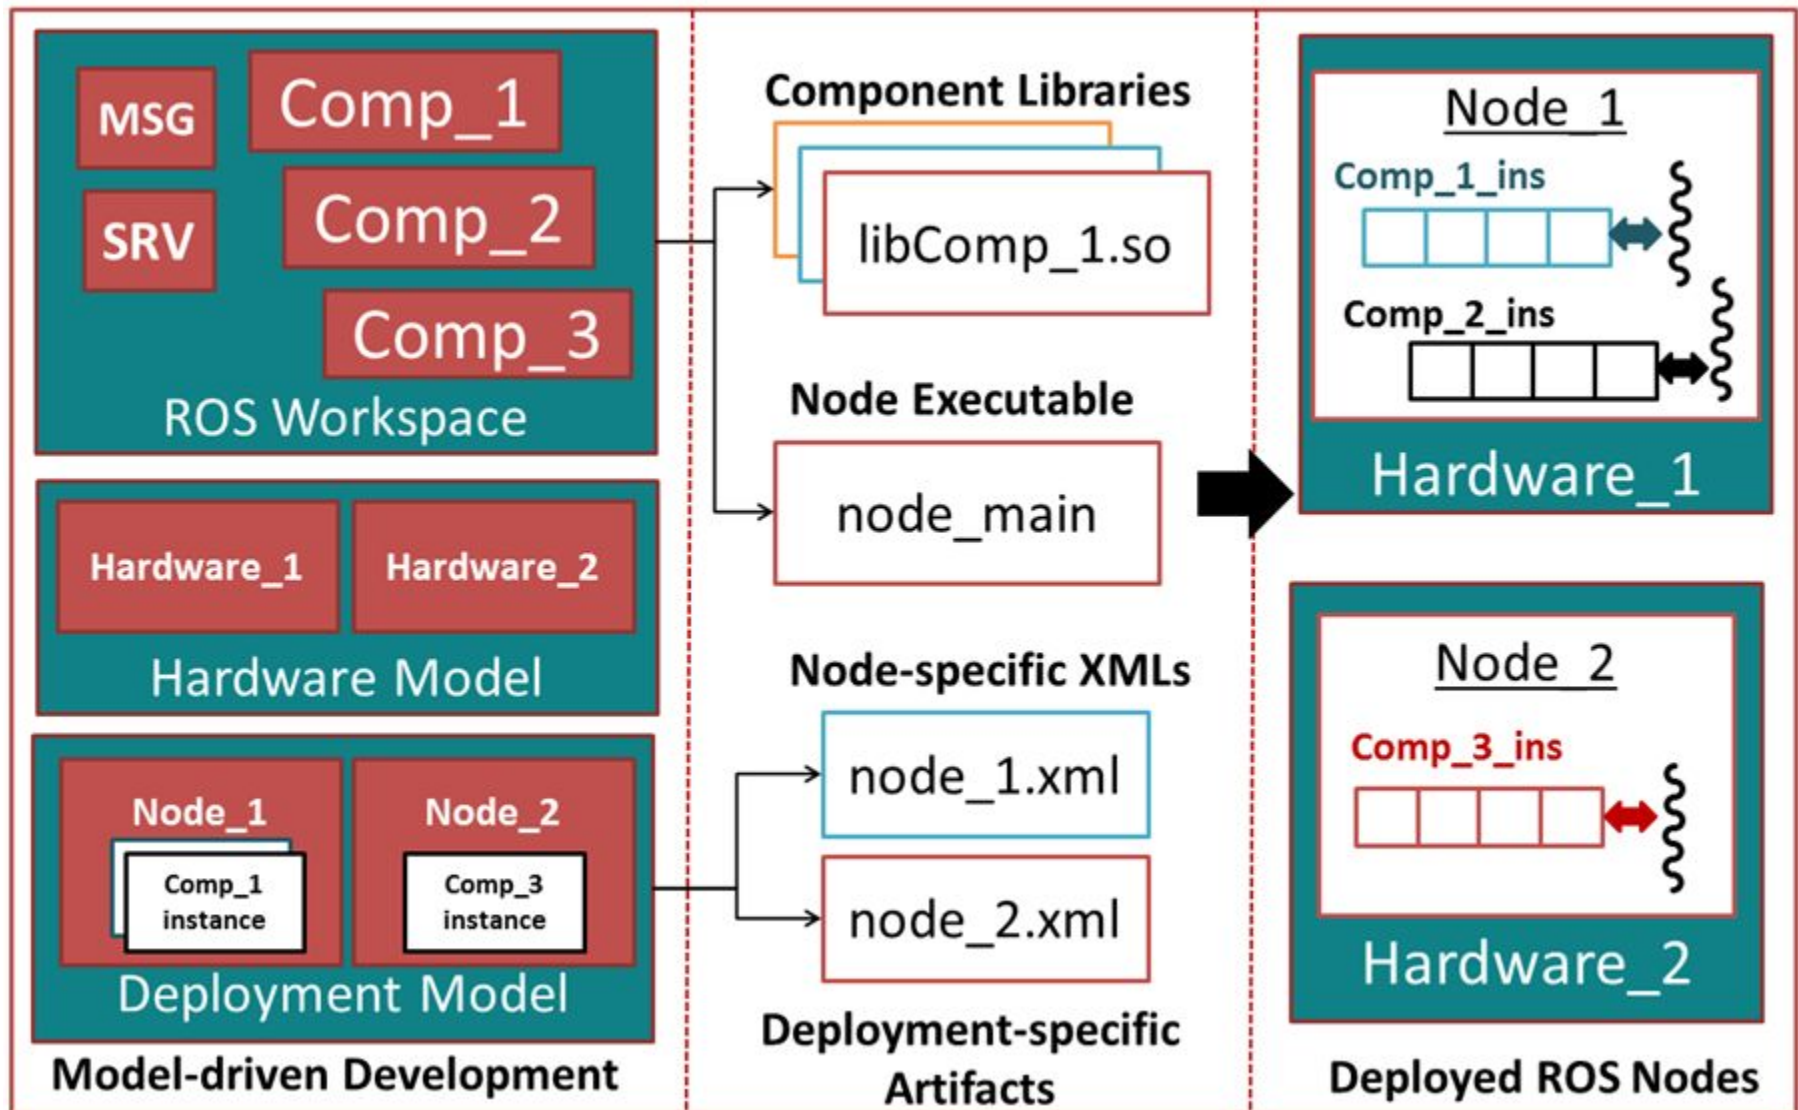 MSG
Comp_1
SRV
Comp_2
Comp_3
ROS Workspace
Hardware_1
Hardware_2
Hardware Model
Node_1
Comp_1
instance
Node_2
Comp_3
instance
Deployment Model
Model-driven Development
Component Libraries
libComp_1.so
Node Executable
node_main
Node-specific XMLs
node_1.xml
node_2.xml
Deployment-specific
Artifacts
Node_1
Comp_1_ins
Comp_2_ins
Hardware_1
Node_2
Comp_3_ins
Hardware_2
Deployed ROS Nodes